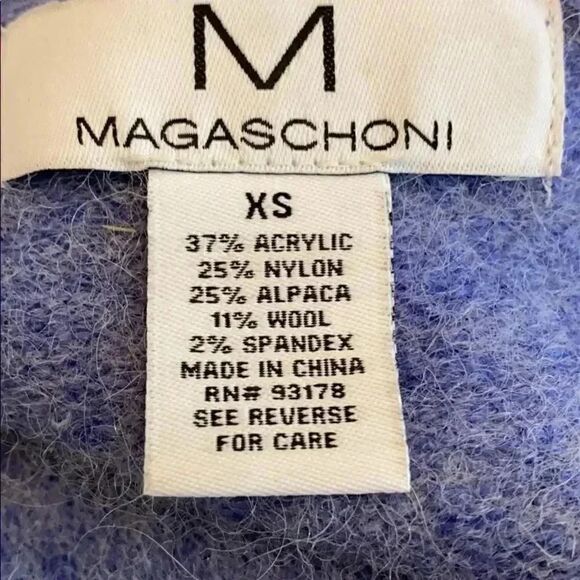 M
MAGASCHONI
XS
37% ACRYLIC
25% NYLON
25% ALPACA
11% WOOL
2% SPANDEX
MADE IN CHINA
RN# 93178
SEE REVERSE
FOR CARE